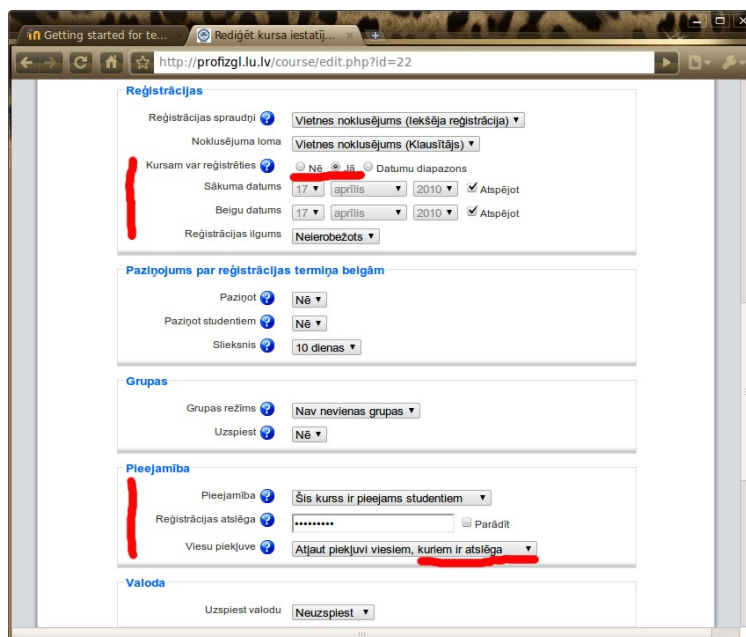 Getting started for te...
Rediģēt kursa iestatīj...
http://profizgl.lu.lv/course/edit.php?id=22
Reģistrācijas
Reģistrācijas spraudņi ? Vietnes noklusējums (Iekšēja reģistrācija)
Noklusējuma loma Vietnes noklusējums (Klausītājs)
Kursam var reģistrēties ? Nē Jā Datumu diapazons
Sākuma datums 17 aprīlis 2010 Atspējot
Beigu datums 17 aprīlis 2010 Atspējot
Reģistrācijas ilgums Neierobežots
Paziņojums par reģistrācijas termiņa beigām
Paziņot ? Nē
Paziņot studentiem ? Nē
Slieksnis ? 10 dienas
Grupas
Grupas režīms ? Nav nevienas grupas
Uzspiest ? Nē
Pieejamība
Pieejamība ? Šis kurss ir pieejams studentiem
Reģistrācijas atslēga ? ••••••••• Parādīt
Viesu piekļuve ? Atļaut piekļuvi viesiem, kuriem ir atslēga
Valoda
Uzspiest valodu Neuzspiest